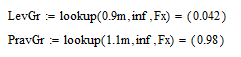 LevGr := lookup(0.9m,inf,Fx) = (0.042)
PravGr := lookup(1.1m,inf,Fx) = (0.98)